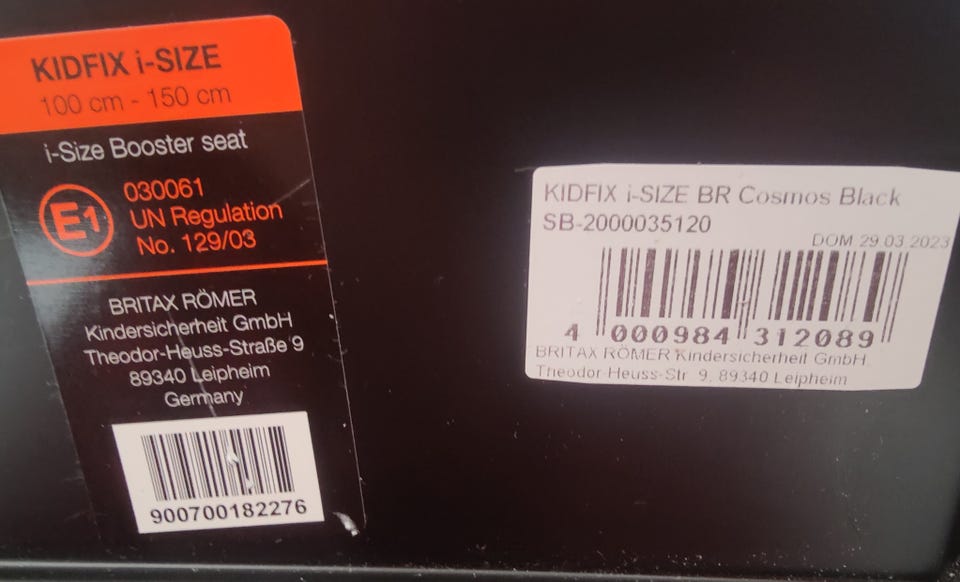 KIDFIX i-SIZE
100 cm - 150 cm
i-Size Booster seat
E1
030061
UN Regulation
No. 129/03
BRITAX RÖMER
Kindersicherheit GmbH
Theodor-Heuss-Straße 9
89340 Leipheim
Germany
900700182276
KIDFIX i-SIZE BR Cosmos Black
SB-2000035120
DOM 29.03.2023
4 000984 312089
BRITAX RÖMER Kindersicherheit GmbH
Theodor-Heuss-Str 9, 89340 Leipheim